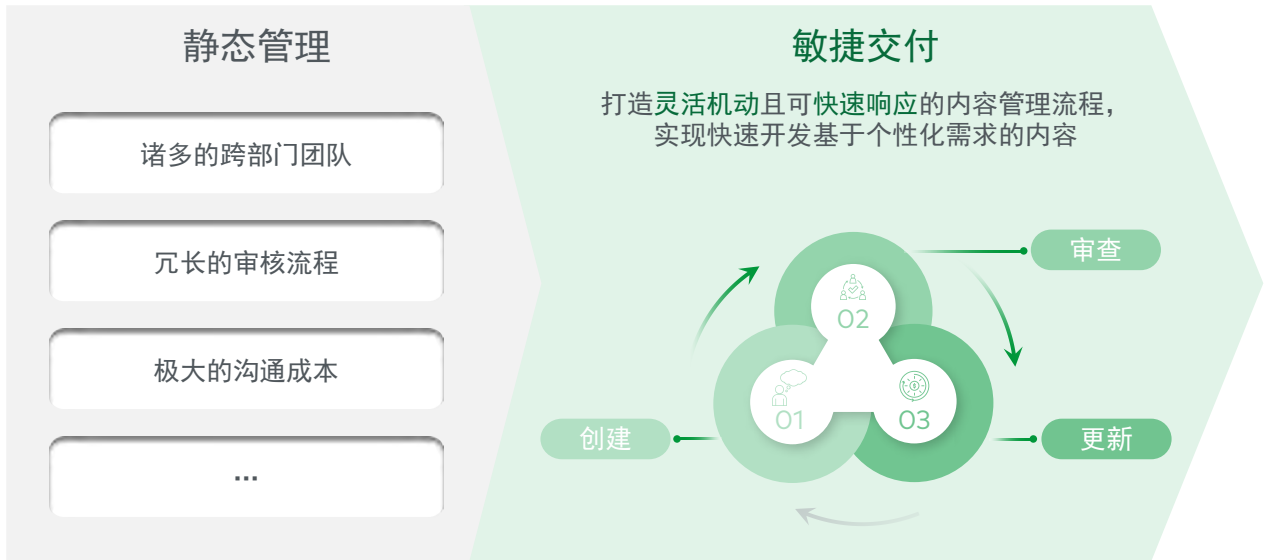 静态管理
诸多的跨部门团队
冗长的审核流程
极大的沟通成本
...
敏捷交付
打造灵活机动且可快速响应的内容管理流程，
实现快速开发基于个性化需求的内容
审查
02
01
03
创建
更新